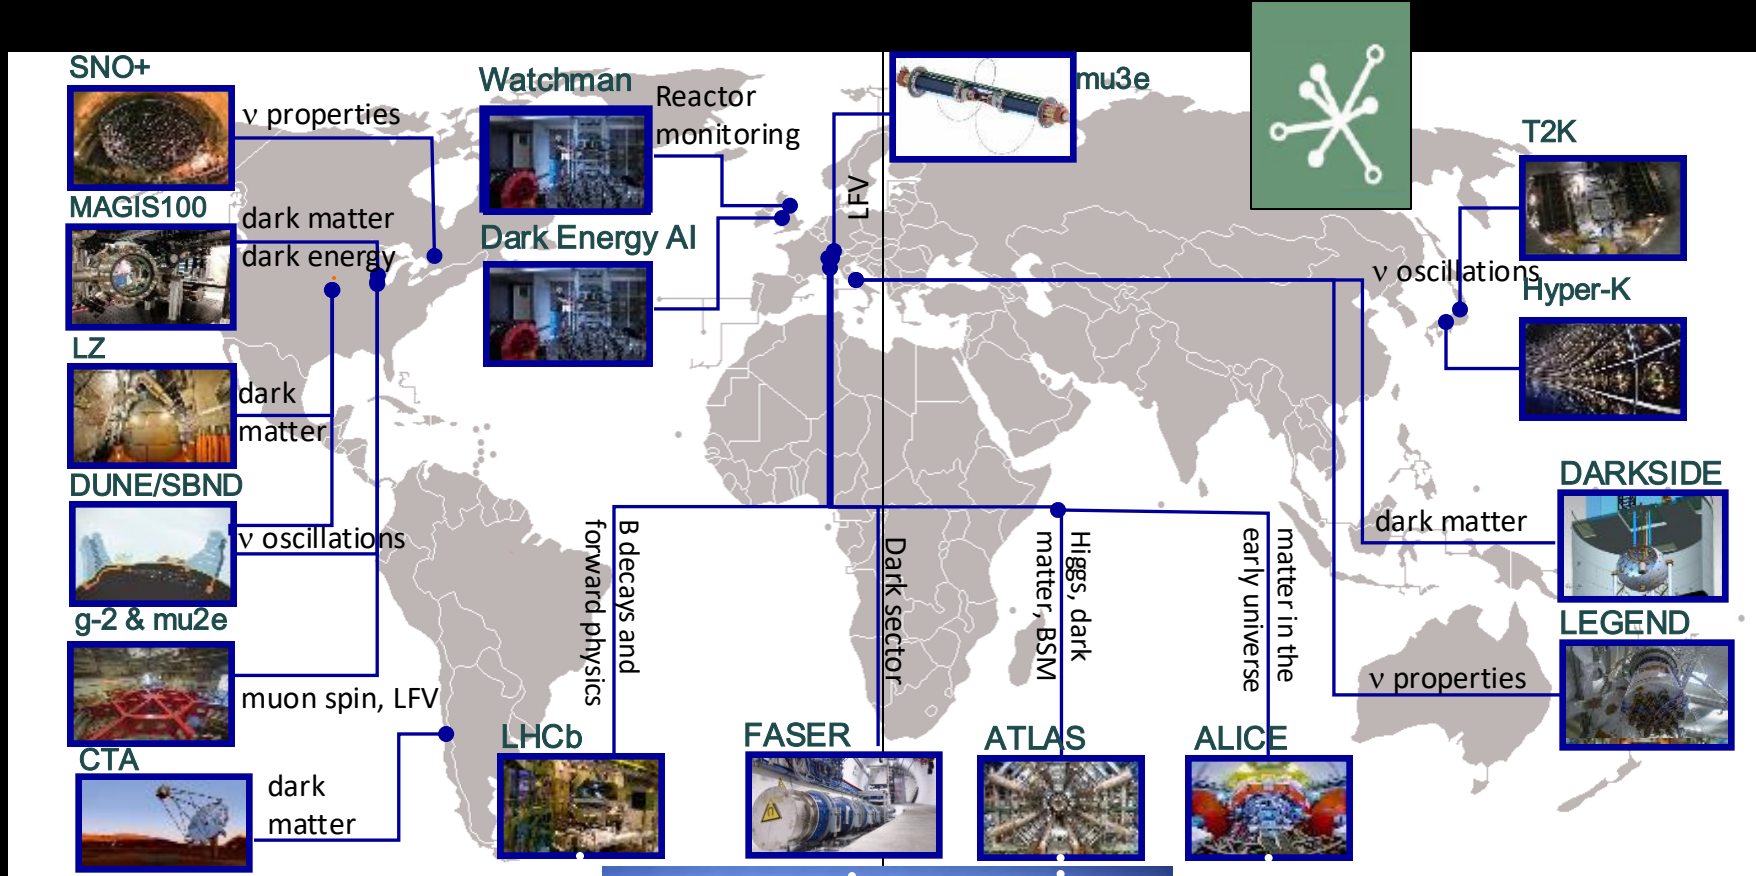 SNO+
ν properties
MAGIS100
dark matter
dark energy
LZ
dark
matter
DUNE/SBND
ν oscillations
g-2 & mu2e
muon spin, LFV
CTA
dark
matter
Watchman
Reactor
monitoring
Dark Energy AI
mu3e
LFV
T2K
ν oscillations
Hyper-K
DARKSIDE
dark matter
LEGEND
ν properties
B decays and
forward physics
LHCb
Dark sector
FASER
Higgs, dark
matter, BSM
ATLAS
matter in the
early universe
ALICE